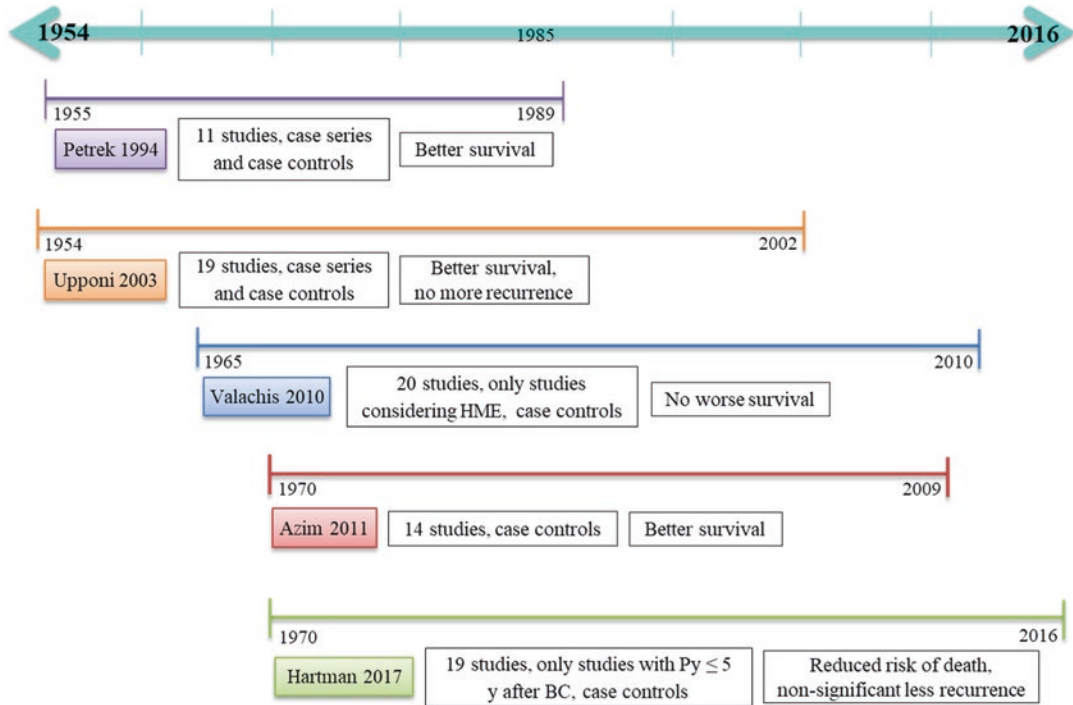 1954 1985 2016
1955 1989
Petrek 1994
11 studies, case series
and case controls
Better survival
1954 2002
Upponi 2003
19 studies, case series
and case controls
Better survival,
no more recurrence
1965 2010
Valachis 2010
20 studies, only studies
considering HME, case controls
No worse survival
1970 2009
Azim 2011
14 studies, case controls
Better survival
1970 2016
Hartman 2017
19 studies, only studies with Py ≤ 5
y after BC, case controls
Reduced risk of death,
non-significant less recurrence